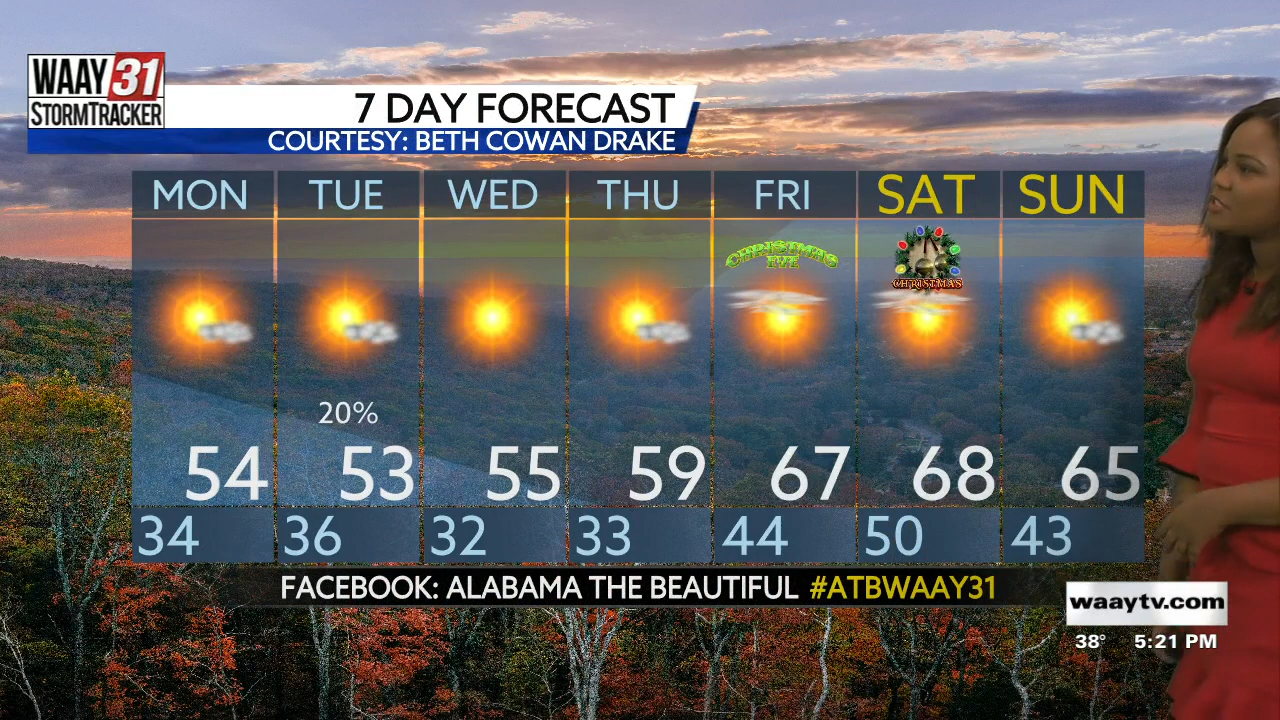 WAAY 31
STORMTRACKER
7 DAY FORECAST
COURTESY: BETH COWAN DRAKE
MON TUE WED THU FRI SAT SUN
CHRISTMAS
EVE
CHRISTMAS
20%
54 53 55 59 67 68 65
34 36 32 33 44 50 43
FACEBOOK: ALABAMA THE BEAUTIFUL #ATBWAAY31
waaytv.com
38° 5:21 PM